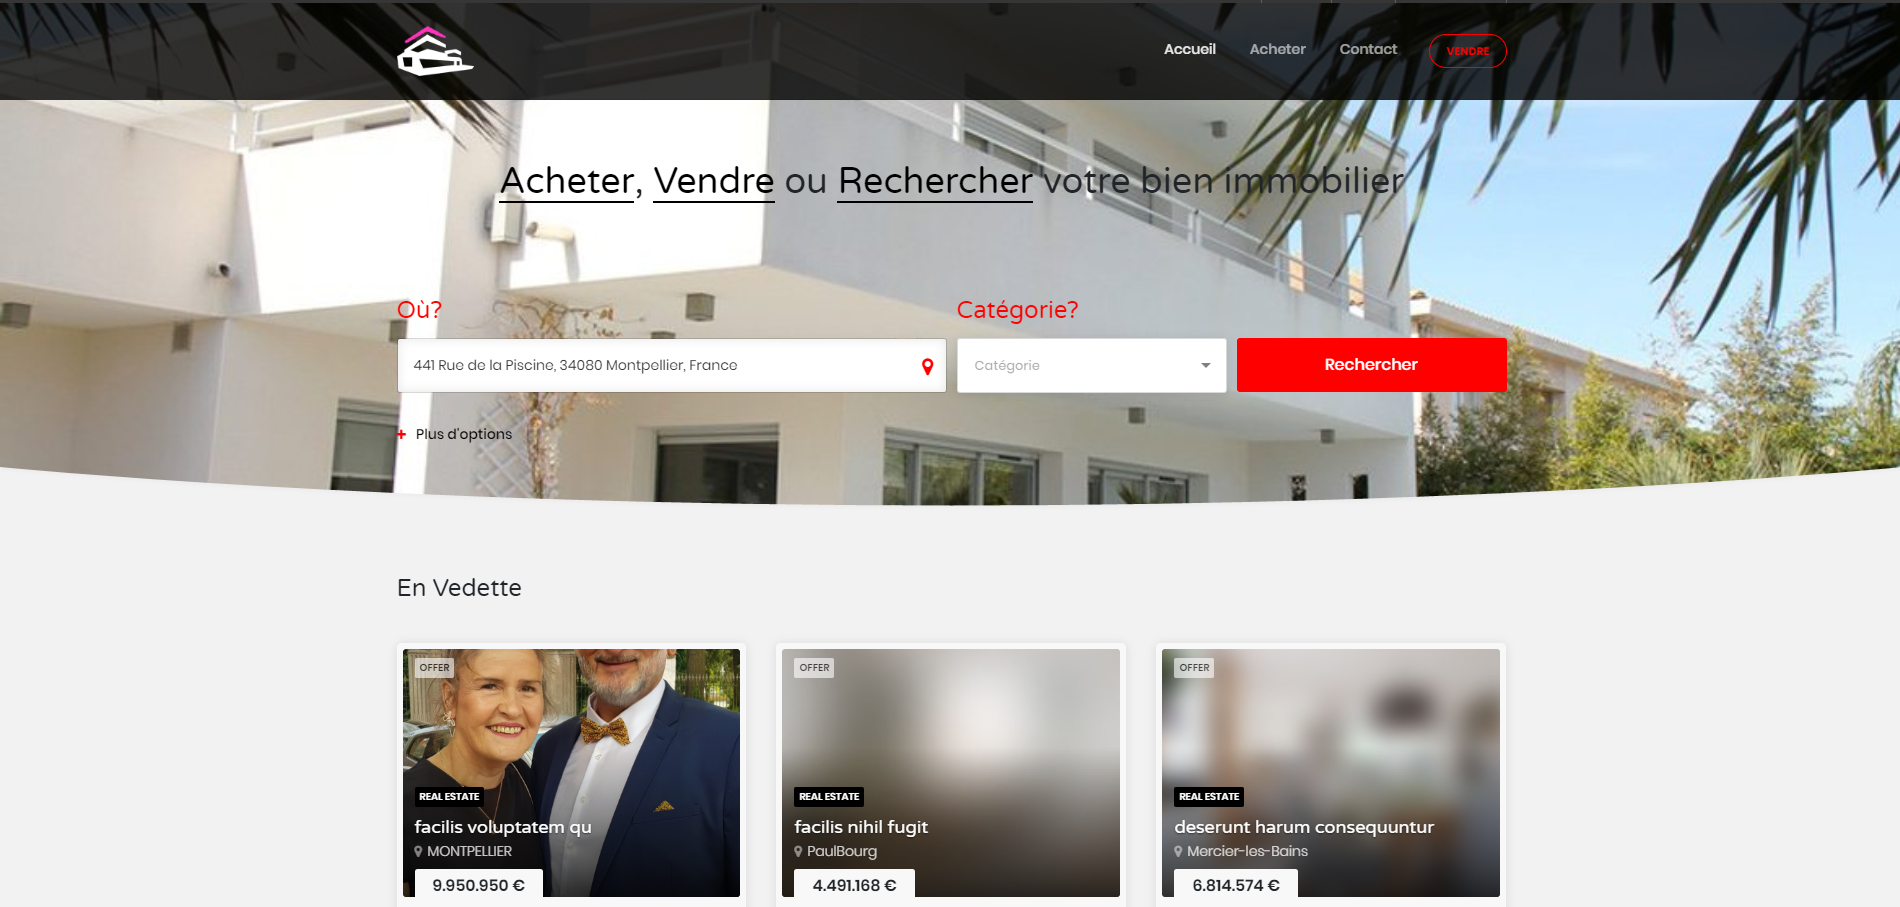 Accueil Acheter Contact VENDRE
Acheter, Vendre ou Rechercher votre bien immobilier
Où? Catégorie?
441 Rue de la Piscine, 34080 Montpellier, France Catégorie Rechercher
+ Plus d'options
En Vedette
OFFER
REAL ESTATE
facilis voluptatem qu
MONTPELLIER
9.950.950 €
OFFER
REAL ESTATE
facilis nihil fugit
PaulBourg
4.491.168 €
OFFER
REAL ESTATE
deserunt harum consequuntur
Mercier-les-Bains
6.814.574 €